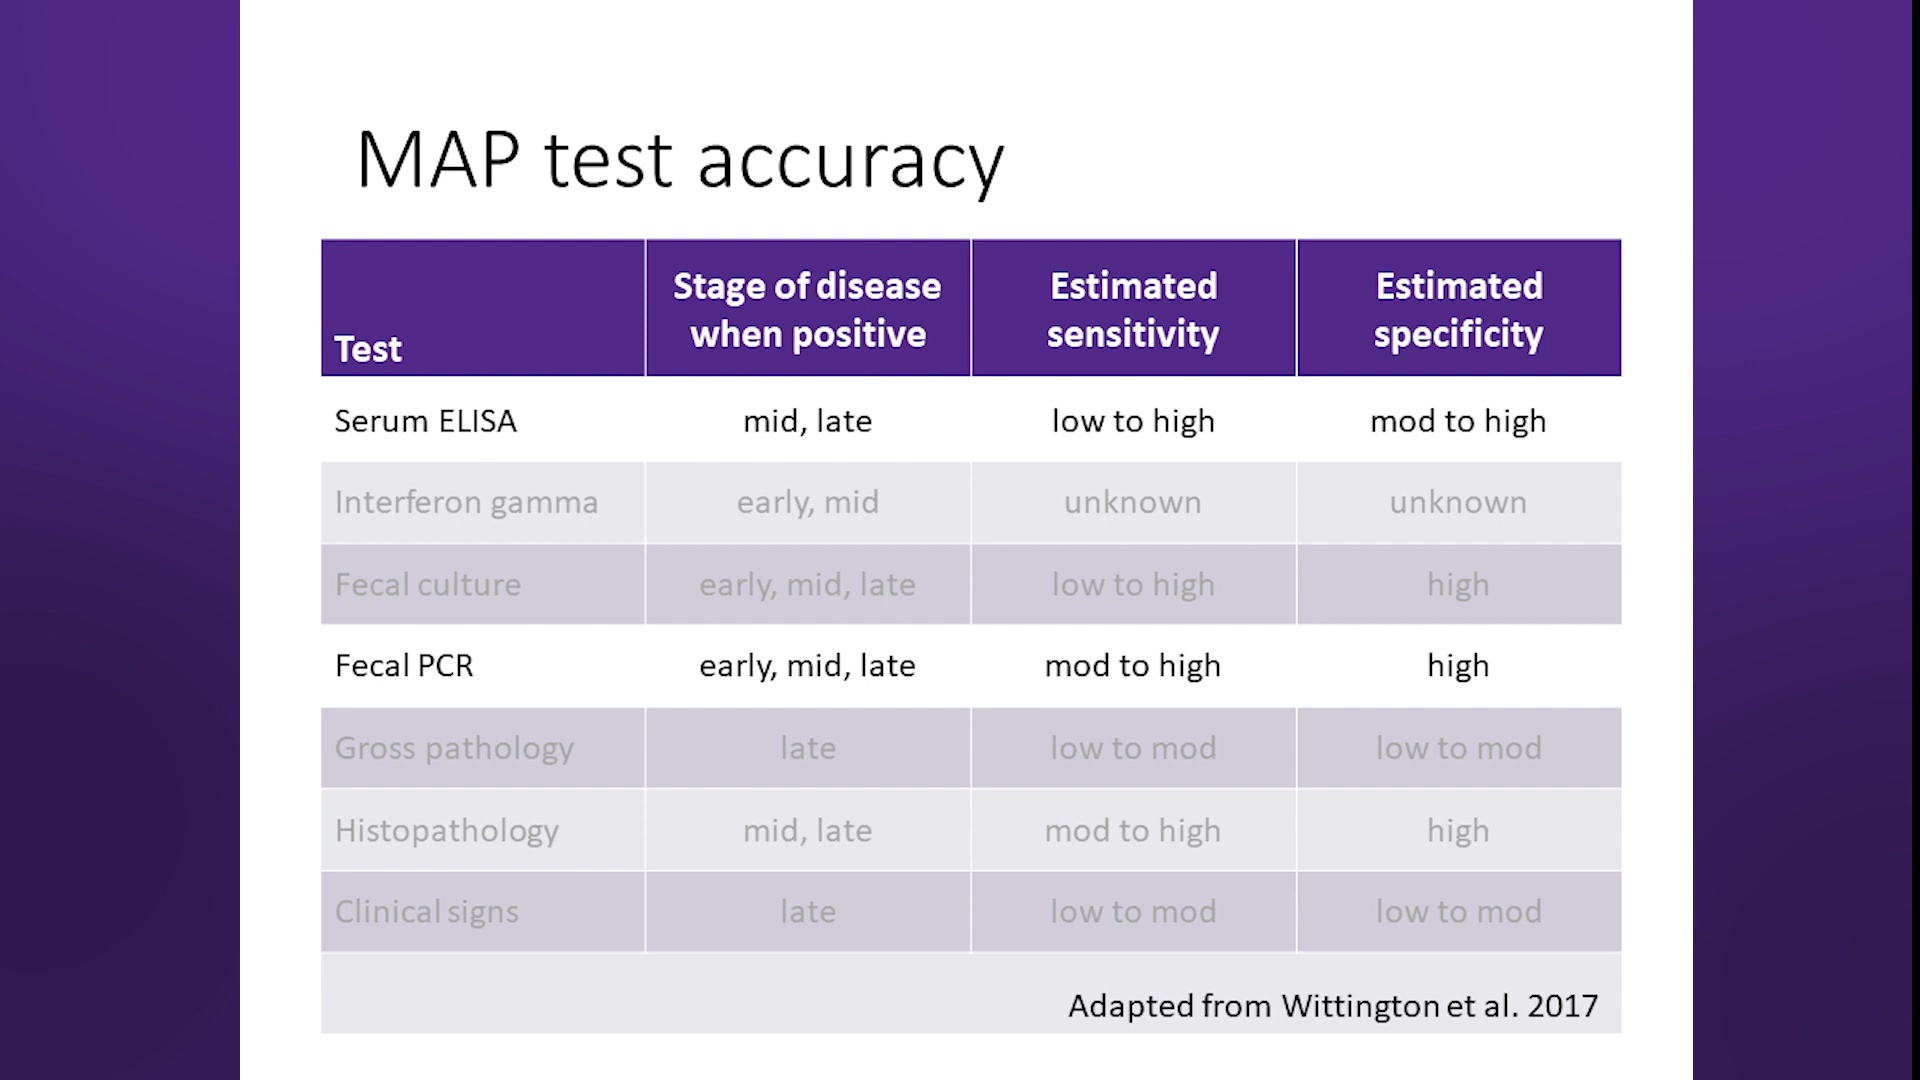 MAP test accuracy
Test
Stage of disease
when positive
Estimated
sensitivity
Estimated
specificity
Serum ELISA mid, late low to high mod to high
Interferon gamma early, mid unknown unknown
Fecal culture early, mid, late low to high high
Fecal PCR early, mid, late mod to high high
Gross pathology late low to mod low to mod
Histopathology mid, late mod to high high
Clinical signs late low to mod low to mod
Adapted from Wittington et al. 2017